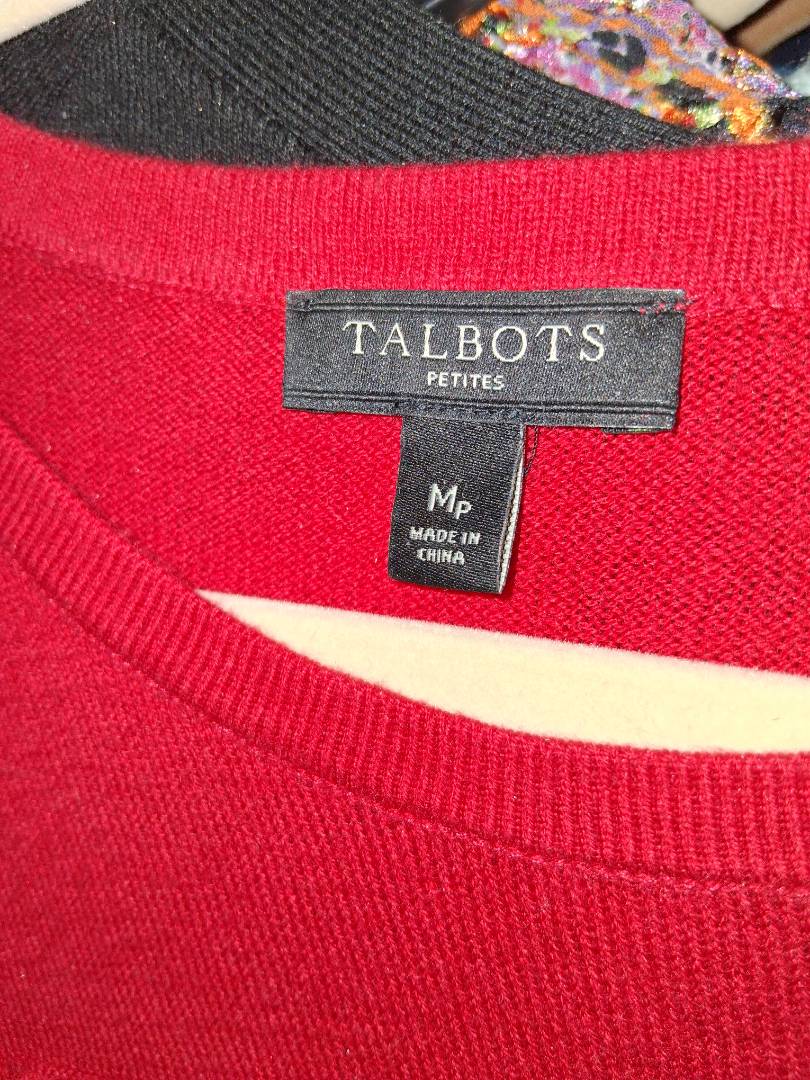 TALBOTS
PETITES
MP
MADE IN
CHINA